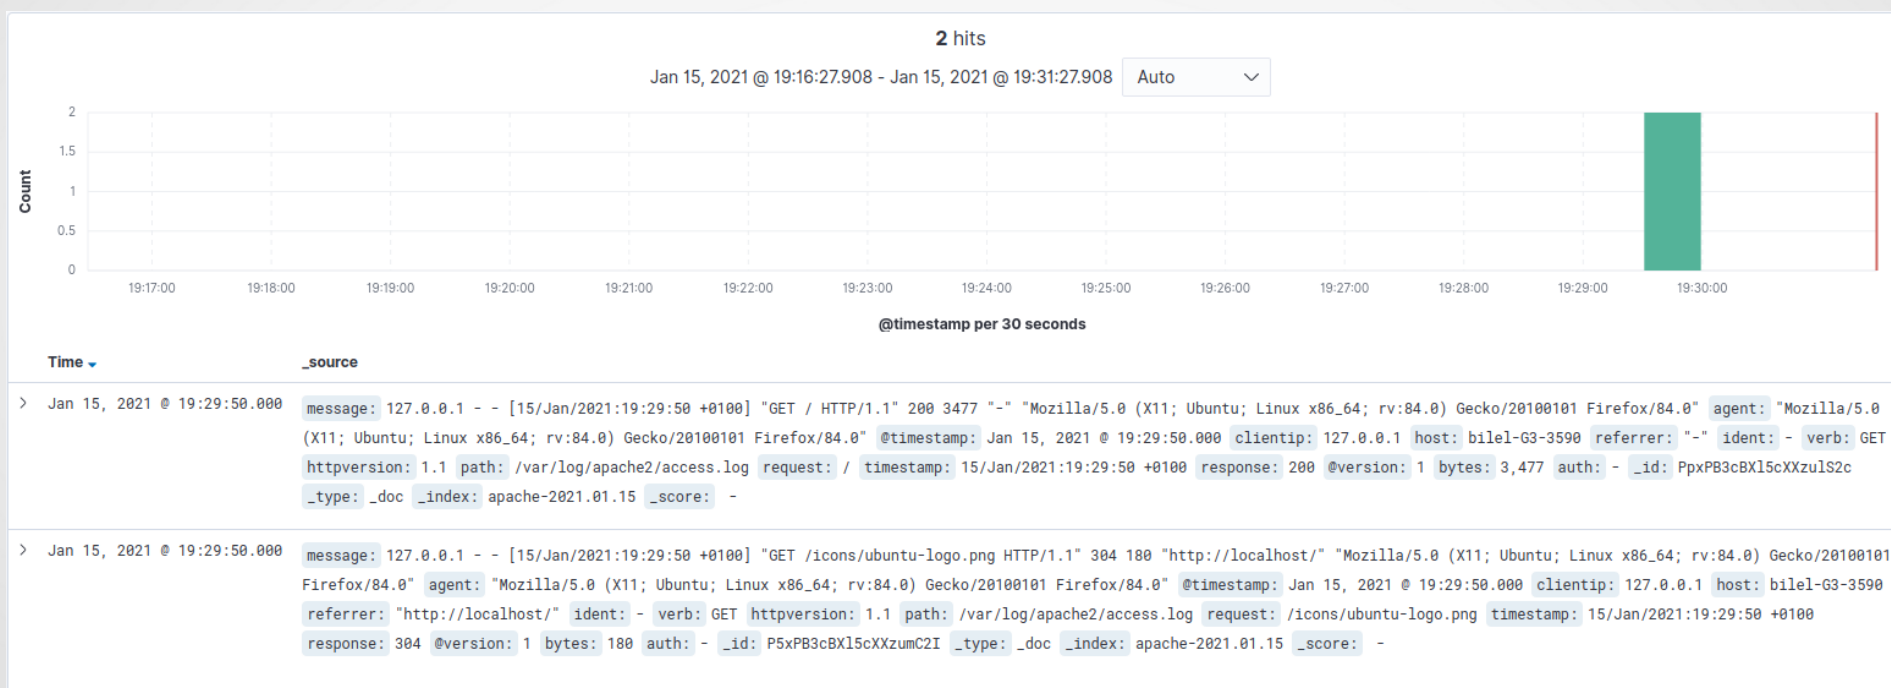 2 hits
Jan 15, 2021 @ 19:16:27.908 - Jan 15, 2021 @ 19:31:27.908 Auto
Count
2
1.5
1
0.5
0
19:17:00 19:18:00 19:19:00 19:20:00 19:21:00 19:22:00 19:23:00 19:24:00 19:25:00 19:26:00 19:27:00 19:28:00 19:29:00 19:30:00
@timestamp per 30 seconds
Time _source
Jan 15, 2021 @ 19:29:50.000 message: 127.0.0.1 - - [15/Jan/2021:19:29:50 +0100] "GET / HTTP/1.1" 200 3477 "-" "Mozilla/5.0 (X11; Ubuntu; Linux x86_64; rv:84.0) Gecko/20100101 Firefox/84.0" agent: "Mozilla/5.0
(X11; Ubuntu; Linux x86_64; rv:84.0) Gecko/20100101 Firefox/84.0" @timestamp: Jan 15, 2021 @ 19:29:50.000 clientip: 127.0.0.1 host: bilel-G3-3590 referrer: "-" ident: - verb: GET
httpversion: 1.1 path: /var/log/apache2/access.log request: / timestamp: 15/Jan/2021:19:29:50 +0100 response: 200 @version: 1 bytes: 3,477 auth: - _id: PpxPB3cBXl5cXXzulS2c
_type: _doc _index: apache-2021.01.15 _score: -
Jan 15, 2021 @ 19:29:50.000 message: 127.0.0.1 - - [15/Jan/2021:19:29:50 +0100] "GET /icons/ubuntu-logo.png HTTP/1.1" 304 180 "http://localhost/" "Mozilla/5.0 (X11; Ubuntu; Linux x86_64; rv:84.0) Gecko/20100101
Firefox/84.0" agent: "Mozilla/5.0 (X11; Ubuntu; Linux x86_64; rv:84.0) Gecko/20100101 Firefox/84.0" @timestamp: Jan 15, 2021 @ 19:29:50.000 clientip: 127.0.0.1 host: bilel-G3-3590
referrer: "http://localhost/" ident: - verb: GET httpversion: 1.1 path: /var/log/apache2/access.log request: /icons/ubuntu-logo.png timestamp: 15/Jan/2021:19:29:50 +0100
response: 304 @version: 1 bytes: 180 auth: - _id: P5xPB3cBXl5cXXzumC2I _type: _doc _index: apache-2021.01.15 _score: -